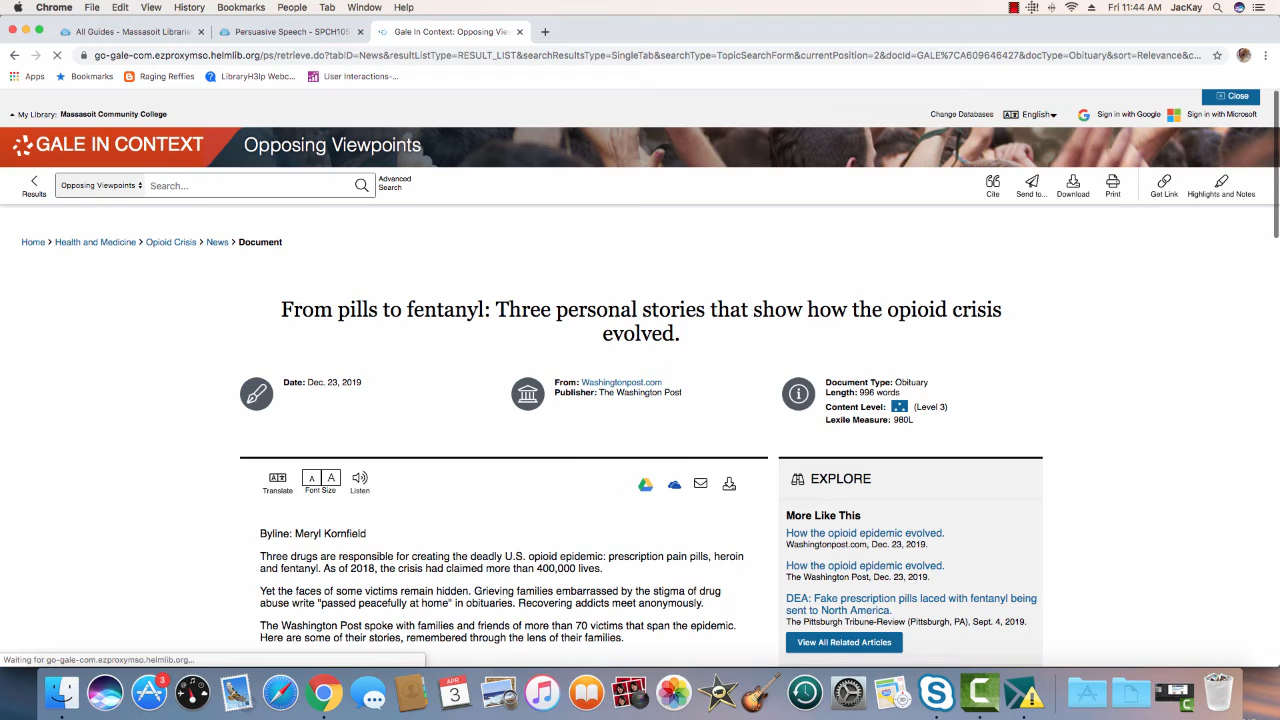 Chrome File Edit View History Bookmarks People Tab Window Help Fri 11:44 AM JacKay
All Guides - Massasoit Librarie × Persuasive Speech - SPCH105 × Gale In Context: Opposing View ×
go-gale-com.ezproxymso.helmlib.org/ps/retrieve.do?tabID=News&resultListType=RESULT_LIST&searchResultsType=SingleTab&searchType=TopicSearchForm&currentPosition=2&docId=GALE%7CA609646427&docType=Obituary&sort=Relevance&c...
Apps Bookmarks Raging Reffies LibraryH3lp Webc... User Interactions-...
Close
My Library: Massasoit Community College Change Databases English Sign in with Google Sign in with Microsoft
GALE IN CONTEXT Opposing Viewpoints
Results Opposing Viewpoints Search... Advanced Search Cite Send to... Download Print Get Link Highlights and Notes
Home > Health and Medicine > Opioid Crisis > News > Document
From pills to fentanyl: Three personal stories that show how the opioid crisis
evolved.
Date: Dec. 23, 2019
From: Washingtonpost.com
Publisher: The Washington Post
Document Type: Obituary
Length: 996 words
Content Level: (Level 3)
Lexile Measure: 980L
Translate A A Font Size Listen
Byline: Meryl Kornfield
Three drugs are responsible for creating the deadly U.S. opioid epidemic: prescription pain pills, heroin
and fentanyl. As of 2018, the crisis had claimed more than 400,000 lives.
Yet the faces of some victims remain hidden. Grieving families embarrassed by the stigma of drug
abuse write "passed peacefully at home" in obituaries. Recovering addicts meet anonymously.
The Washington Post spoke with families and friends of more than 70 victims that span the epidemic.
Here are some of their stories, remembered through the lens of their families.
EXPLORE
More Like This
How the opioid epidemic evolved.
Washingtonpost.com, Dec. 23, 2019.
How the opioid epidemic evolved.
The Washington Post, Dec. 23, 2019.
DEA: Fake prescription pills laced with fentanyl being
sent to North America.
The Pittsburgh Tribune-Review (Pittsburgh, PA), Sept. 4, 2019.
View All Related Articles
Waiting for go-gale-com.ezproxymso.helmlib.org...
3
APR
3